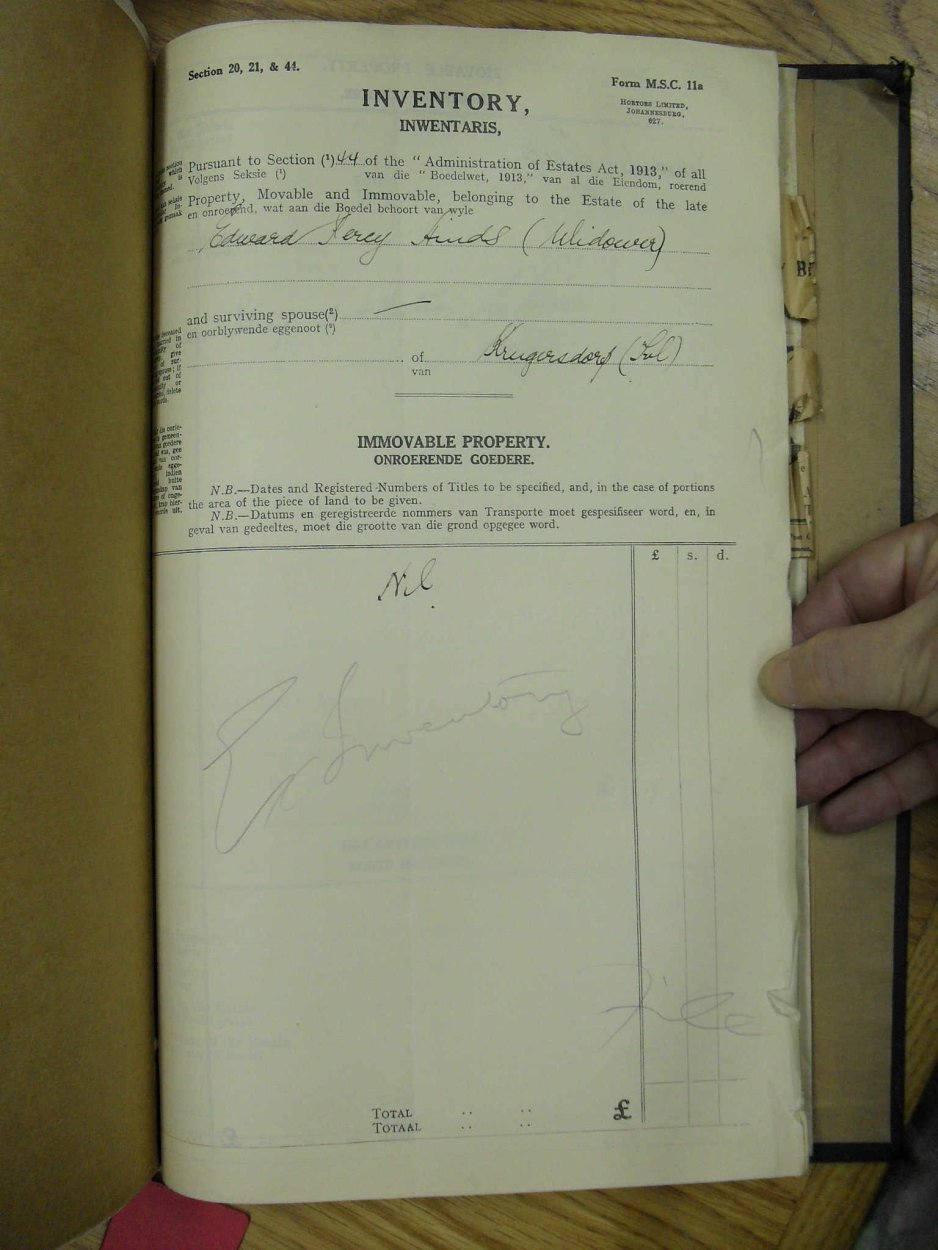 Section 20, 21, & 44.
Form M.S.C. 11a
HORTORS LIMITED,
JOHANNESBURG,
627.
INVENTORY,
INWENTARIS,
Pursuant to Section (¹) 44 of the "Administration of Estates Act, 1913," of all
Volgens Seksie (¹) van die "Boedelwet, 1913," van al die Eiendom, roerend
Property, Movable and Immovable, belonging to the Estate of the late
en onroerend, wat aan die Boedel behoort van wyle
Edward Percy Hinds (Widower)
and surviving spouse(²) —
en oorblywende eggenoot (²)
of Krugersdorp (Tvl)
van
IMMOVABLE PROPERTY.
ONROERENDE GOEDERE.
N.B.—Dates and Registered Numbers of Titles to be specified, and, in the case of portions
the area of the piece of land to be given.
N.B.—Datums en geregistreerde nommers van Transporte moet gespesifiseer word, en, in
geval van gedeeltes, moet die grootte van die grond opgegee word.
£ s. d.
Nil
Ex Inventory
File
TOTAL .. .. £
TOTAAL .. ..